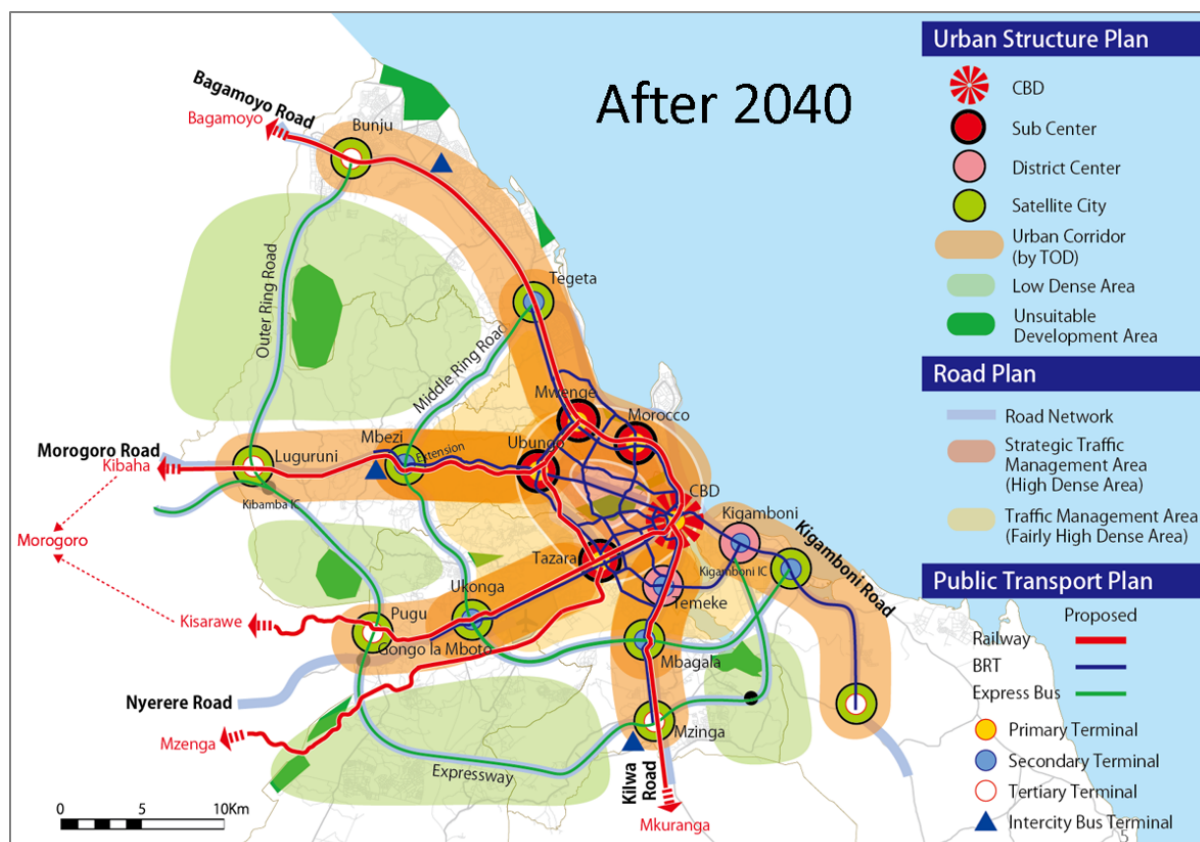 After 2040
Bagamoyo Road
Bagamoyo
Bunju
Outer Ring Road
Tegeta
Middle Ring Road
Mwenge
Morocco
Mbezi
Ubungo
Extension
Morogoro Road
Kibaha
Luguruni
Kibamba IC
CBD
Kigamboni
Kigamboni IC
Kigamboni Road
Morogoro
Tazara
Temeke
Ukonga
Kisarawe
Pugu
Gongo la Mboto
Mbagala
Nyerere Road
Mzenga
Mzinga
Expressway
Kilwa
Road
Mkuranga
0 5 10Km
Urban Structure Plan
CBD
Sub Center
District Center
Satellite City
Urban Corridor
(by TOD)
Low Dense Area
Unsuitable
Development Area
Road Plan
Road Network
Strategic Traffic
Management Area
(High Dense Area)
Traffic Management Area
(Fairly High Dense Area)
Public Transport Plan
Proposed
Railway
BRT
Express Bus
Primary Terminal
Secondary Terminal
Tertiary Terminal
Intercity Bus Terminal
5